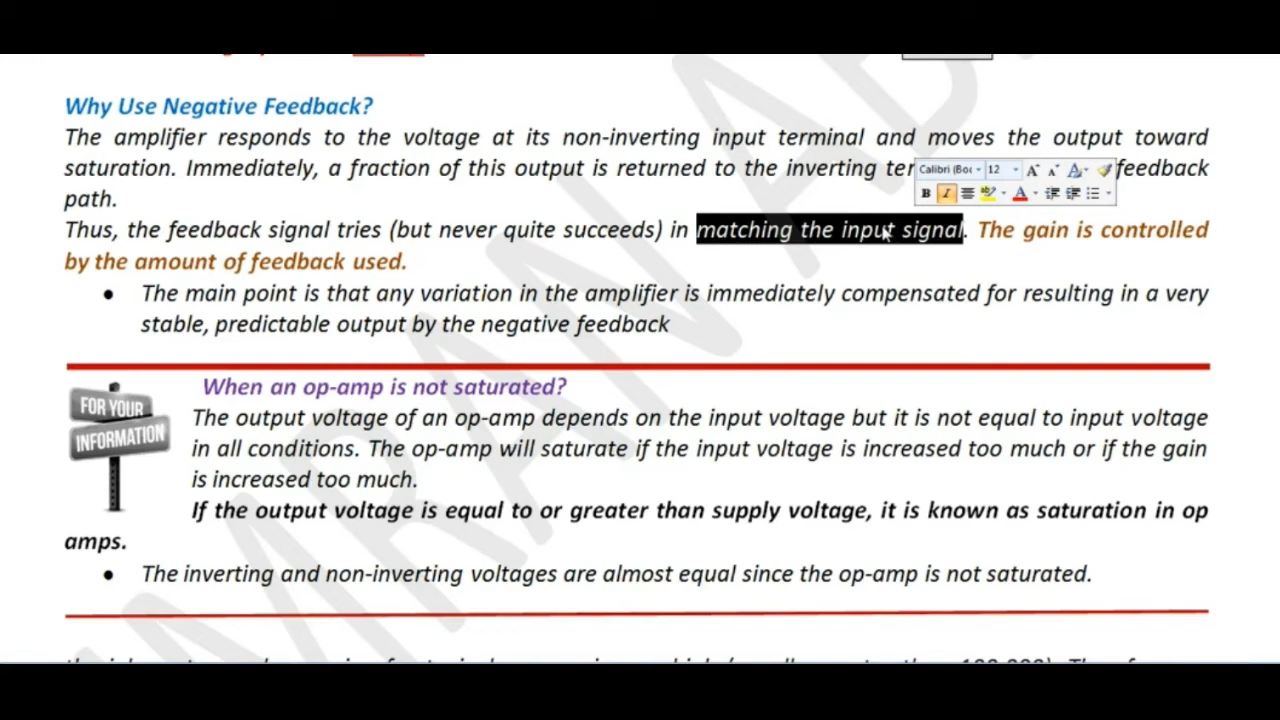 Why Use Negative Feedback?
The amplifier responds to the voltage at its non-inverting input terminal and moves the output toward
saturation. Immediately, a fraction of this output is returned to the inverting feedback
path.
Calibri (Boc 12
Thus, the feedback signal tries (but never quite succeeds) in matching the input signal. The gain is controlled
by the amount of feedback used.
• The main point is that any variation in the amplifier is immediately compensated for resulting in a very
stable, predictable output by the negative feedback
FOR YOUR
INFORMATION
When an op-amp is not saturated?
The output voltage of an op-amp depends on the input voltage but it is not equal to input voltage
in all conditions. The op-amp will saturate if the input voltage is increased too much or if the gain
is increased too much.
If the output voltage is equal to or greater than supply voltage, it is known as saturation in op
amps.
• The inverting and non-inverting voltages are almost equal since the op-amp is not saturated.